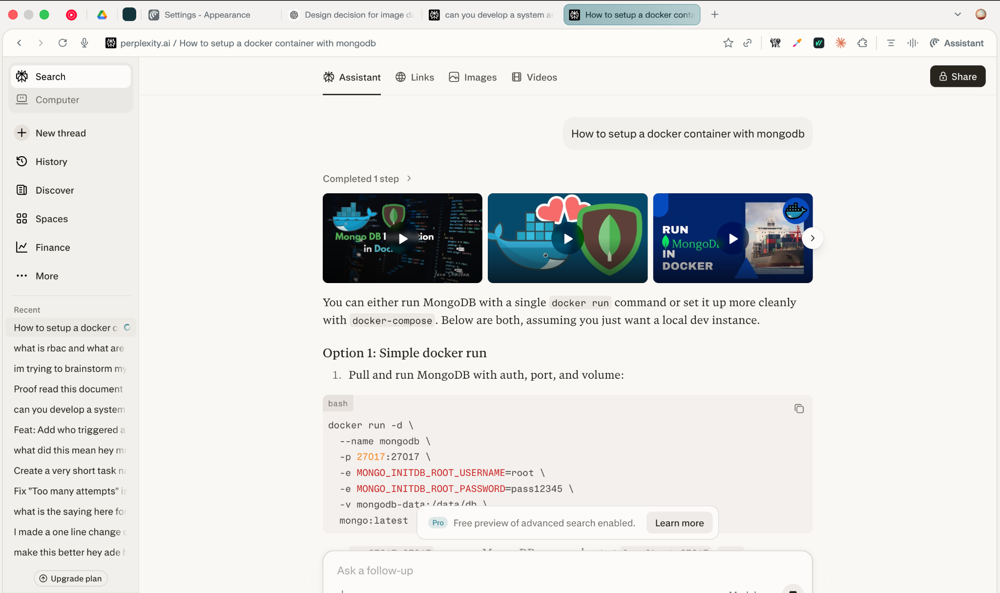 Settings - Appearance
Design decision for image da
can you develop a system ar
How to setup a docker conta
perplexity.ai / How to setup a docker container with mongodb
Assistant
Search
Computer
New thread
History
Discover
Spaces
Finance
More
Recent
How to setup a docker c
what is rbac and what are
im trying to brainstorm my
Proof read this document
can you develop a system
Feat: Add who triggered a
what did this mean hey mr
Create a very short task na
Fix "Too many attempts" is
what is the saying here for
I made a one line change
make this better hey ade h
Upgrade plan
Assistant
Links
Images
Videos
Share
How to setup a docker container with mongodb
Completed 1 step
Mongo DB
in Doc
Java Shastra
RUN
MongoD
IN
DOCKER
You can either run MongoDB with a single docker run command or set it up more cleanly
with docker-compose. Below are both, assuming you just want a local dev instance.
Option 1: Simple docker run
1. Pull and run MongoDB with auth, port, and volume:
bash
docker run -d \
--name mongodb \
-p 27017:27017 \
-e MONGO_INITDB_ROOT_USERNAME=root \
-e MONGO_INITDB_ROOT_PASSWORD=pass12345 \
-v mongodb-data:/data/db \
mongo:latest
Pro Free preview of advanced search enabled. Learn more
Ask a follow-up